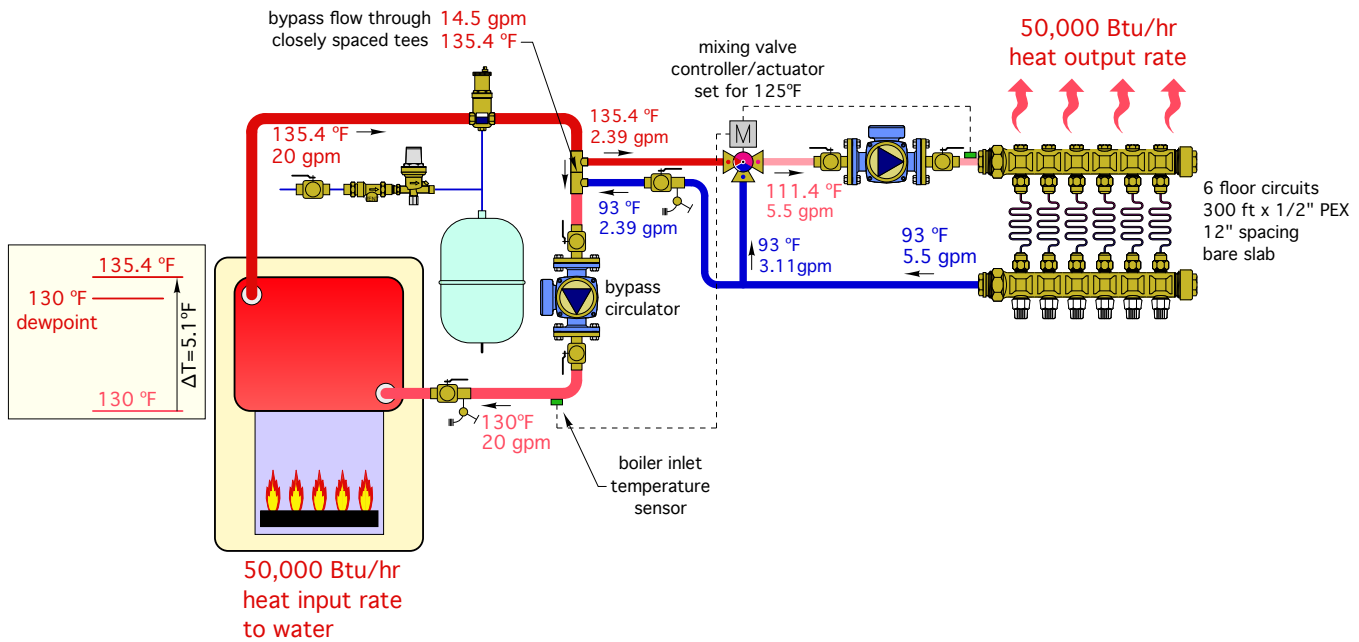 bypass flow through
closely spaced tees
14.5 gpm
135.4 ºF
mixing valve
controller/actuator
set for 125ºF
50,000 Btu/hr
heat output rate
135.4 ºF
20 gpm
135.4 ºF
2.39 gpm
M
111.4 ºF
5.5 gpm
93 ºF
2.39 gpm
93 ºF
3.11gpm
93 ºF
5.5 gpm
6 floor circuits
300 ft x 1/2" PEX
12" spacing
bare slab
135.4 ºF
130 ºF
dewpoint
ΔT=5.1ºF
130 ºF
bypass
circulator
130ºF
20 gpm
boiler inlet
temperature
sensor
50,000 Btu/hr
heat input rate
to water